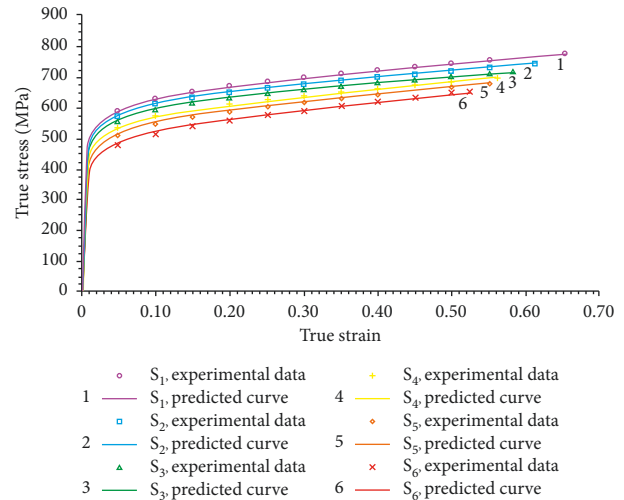 900
800
700
600
500
400
300
200
100
0
True stress (MPa)
1
2
3
4
5
6
0 0.10 0.20 0.30 0.40 0.50 0.60 0.70
True strain
S1, experimental data
1 S1, predicted curve
S2, experimental data
2 S2, predicted curve
S3, experimental data
3 S3, predicted curve
S4, experimental data
4 S4, predicted curve
S5, experimental data
5 S5, predicted curve
S6, experimental data
6 S6, predicted curve